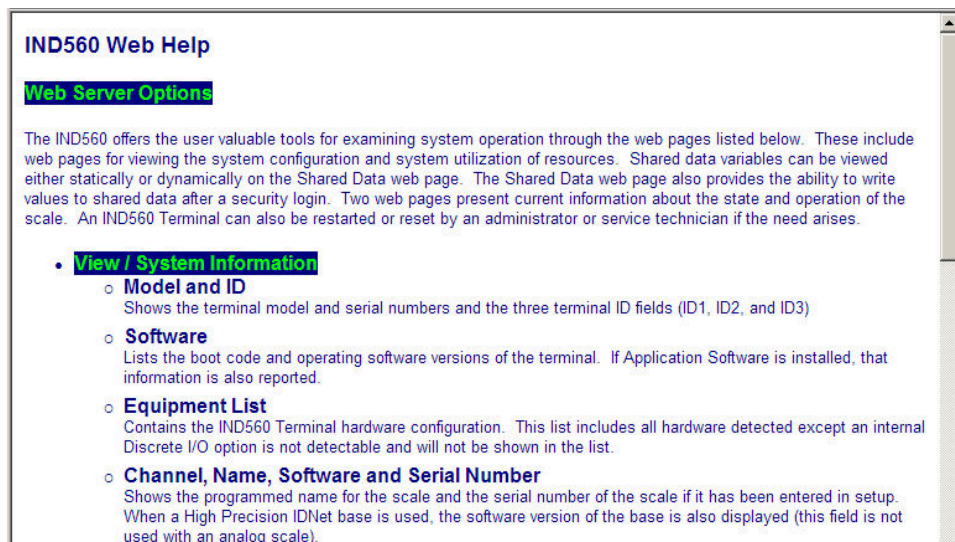 IND560 Web Help
Web Server Options
The IND560 offers the user valuable tools for examining system operation through the web pages listed below. These include
web pages for viewing the system configuration and system utilization of resources. Shared data variables can be viewed
either statically or dynamically on the Shared Data web page. The Shared Data web page also provides the ability to write
values to shared data after a security login. Two web pages present current information about the state and operation of the
scale. An IND560 Terminal can also be restarted or reset by an administrator or service technician if the need arises.
• View / System Information
o Model and ID
Shows the terminal model and serial numbers and the three terminal ID fields (ID1, ID2, and ID3)
o Software
Lists the boot code and operating software versions of the terminal. If Application Software is installed, that
information is also reported.
o Equipment List
Contains the IND560 Terminal hardware configuration. This list includes all hardware detected except an internal
Discrete I/O option is not detectable and will not be shown in the list.
o Channel, Name, Software and Serial Number
Shows the programmed name for the scale and the serial number of the scale if it has been entered in setup.
When a High Precision IDNet base is used, the software version of the base is also displayed (this field is not
used with an analog scale).